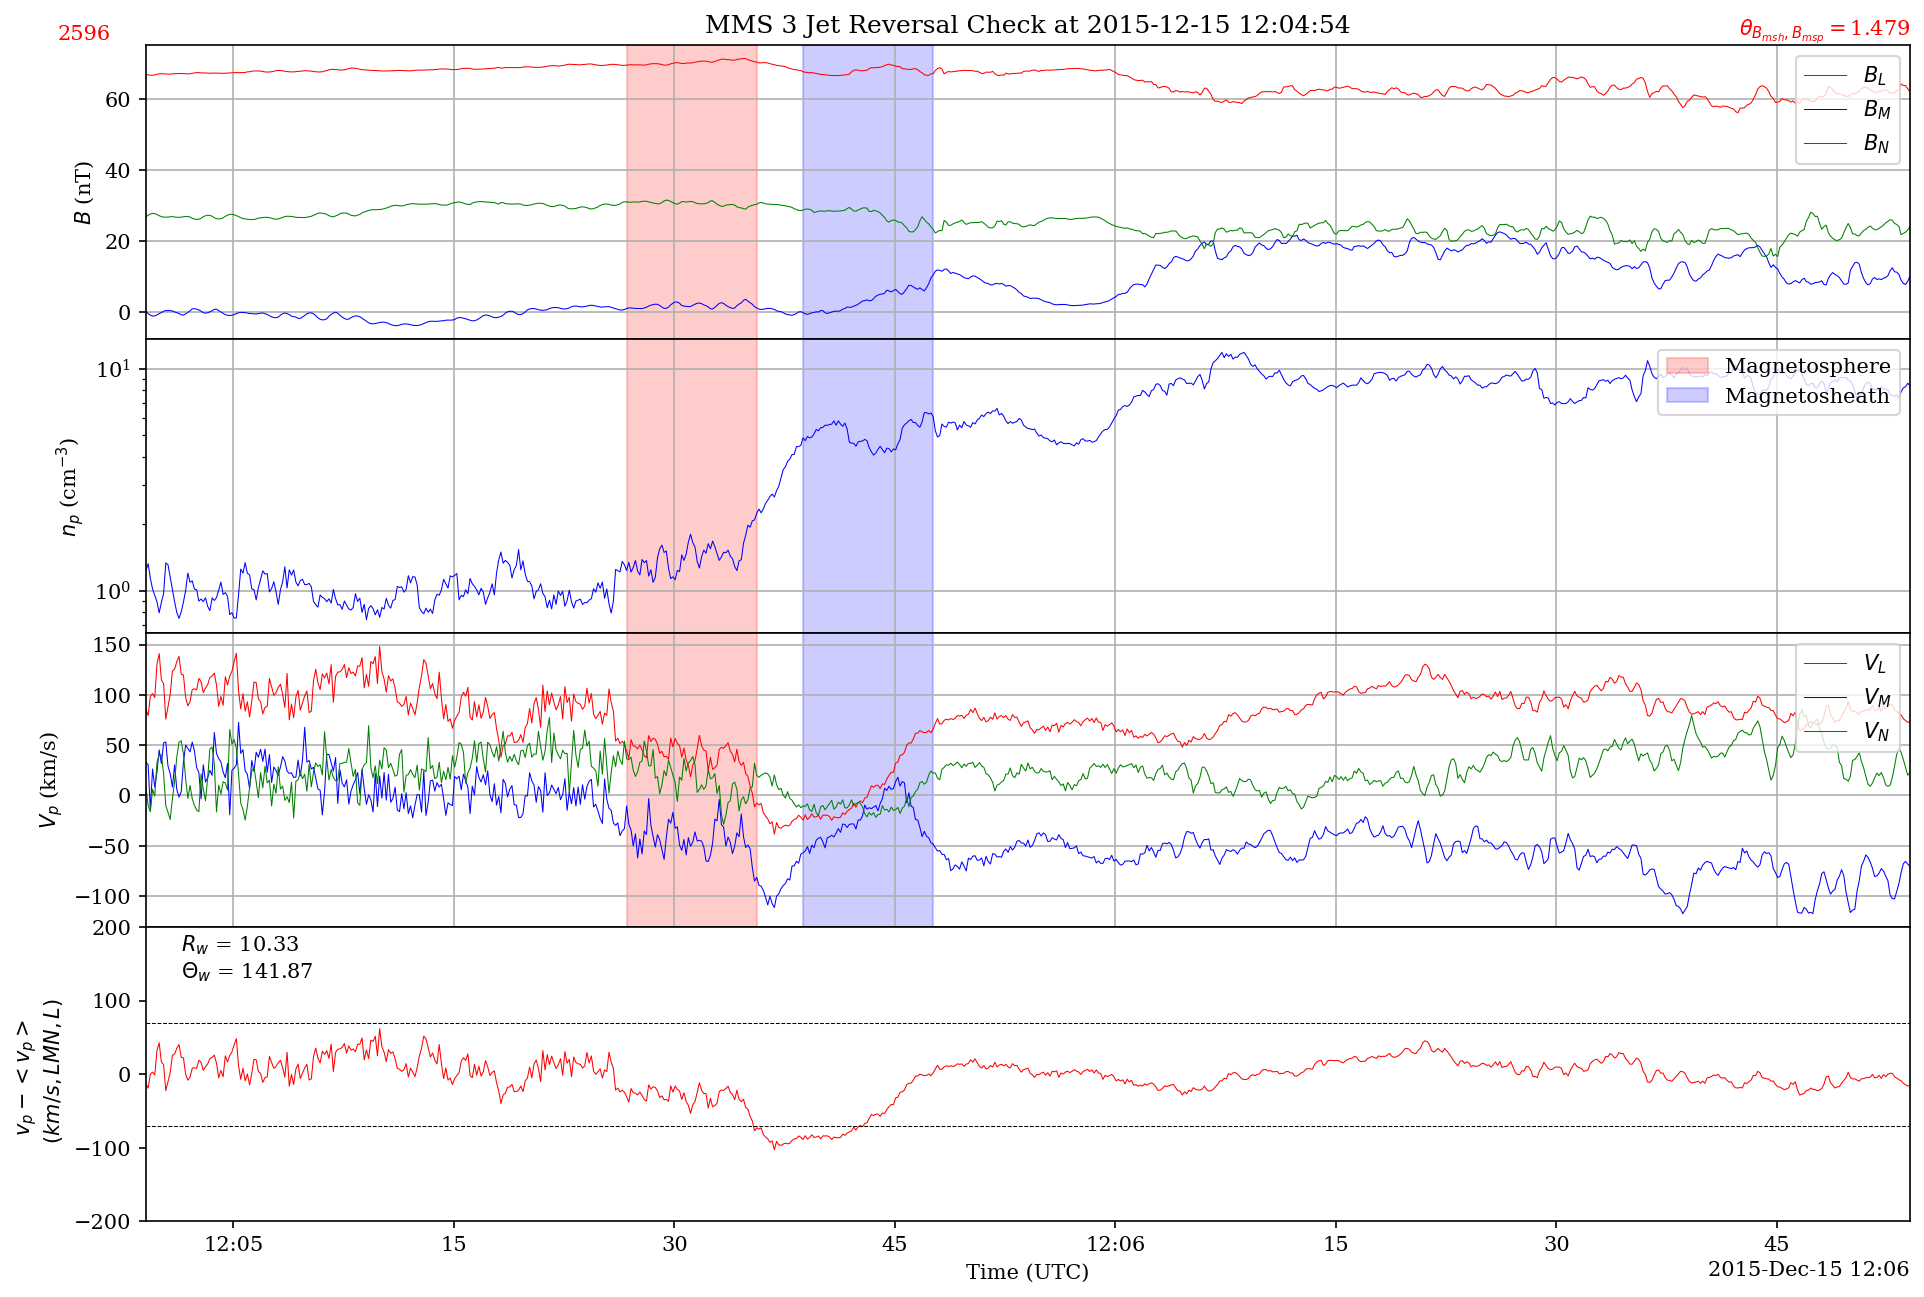 2596
MMS 3 Jet Reversal Check at 2015-12-15 12:04:54
θ_{B_{msh}, B_{msp}} = 1.479
B (nT)
60
40
20
0
B_L
B_M
B_N
n_p (cm^{-3})
10^1
10^0
Magnetosphere
Magnetosheath
V_p (km/s)
150
100
50
0
−50
−100
V_L
V_M
V_N
v_p − < v_p >
(km/s, LMN, L)
200
100
0
−100
−200
R_w = 10.33
Θ_w = 141.87
12:05
15
30
45
12:06
15
30
45
Time (UTC)
2015-Dec-15 12:06